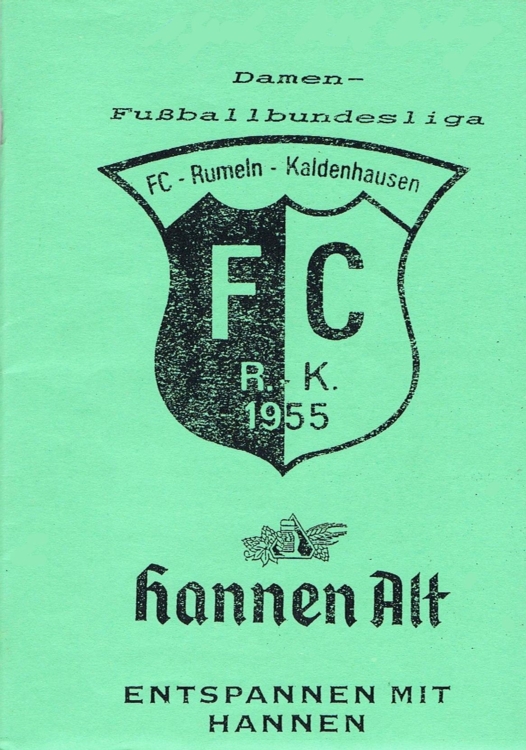 Damen-
Fußballbundesliga
FC - Rumeln - Kaldenhausen
F C
R. - K.
1955
Hannen Alt
ENTSPANNEN MIT
HANNEN